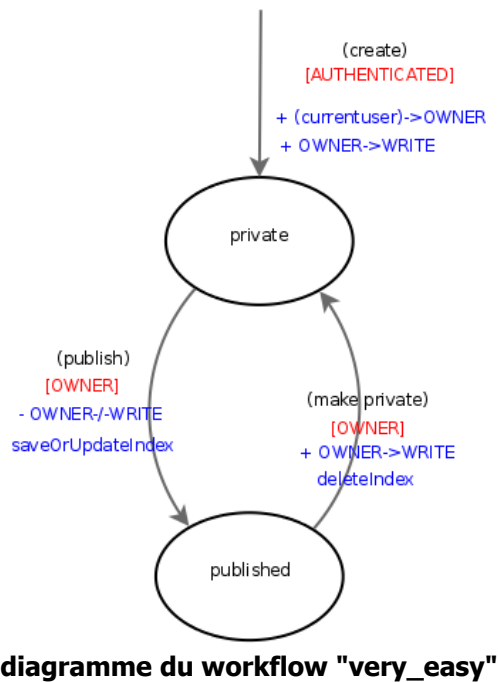 (create)
[AUTHENTICATED]
+ (currentuser)->OWNER
+ OWNER->WRITE
private
(publish)
[OWNER]
- OWNER-/-WRITE
saveOrUpdateIndex
(make private)
[OWNER]
+ OWNER->WRITE
deleteIndex
published
diagramme du workflow "very_easy"